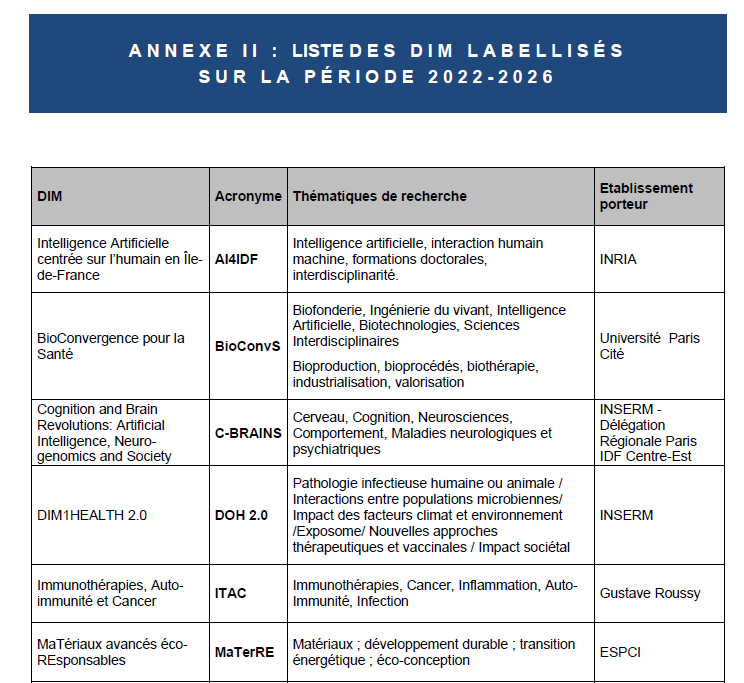 ANNEXE II : LISTE DES DIM LABELLISÉS
SUR LA PÉRIODE 2022-2026
DIM
Acronyme
Thématiques de recherche
Etablissement
porteur
Intelligence Artificielle
centrée sur l'humain en Île-
de-France
AI4IDF
Intelligence artificielle, interaction humain
machine, formations doctorales,
interdisciplinarité.
INRIA
BioConvergence pour la
Santé
BioConvS
Biofonderie, Ingénierie du vivant, Intelligence
Artificielle, Biotechnologies, Sciences
Interdisciplinaires
Bioproduction, bioprocédés, biothérapie,
industrialisation, valorisation
Université Paris
Cité
Cognition and Brain
Revolutions: Artificial
Intelligence, Neuro-
genomics and Society
C-BRAINS
Cerveau, Cognition, Neurosciences,
Comportement, Maladies neurologiques et
psychiatriques
INSERM -
Délégation
Régionale Paris
IDF Centre-Est
DIM1HEALTH 2.0
DOH 2.0
Pathologie infectieuse humaine ou animale /
Interactions entre populations microbiennes/
Impact des facteurs climat et environnement
/Exposome/ Nouvelles approches
thérapeutiques et vaccinales / Impact sociétal
INSERM
Immunothérapies, Auto-
immunité et Cancer
ITAC
Immunothérapies, Cancer, Inflammation, Auto-
Immunité, Infection
Gustave Roussy
MaTériaux avancés éco-
REsponsables
MaTerRE
Matériaux ; développement durable ; transition
énergétique ; éco-conception
ESPCI